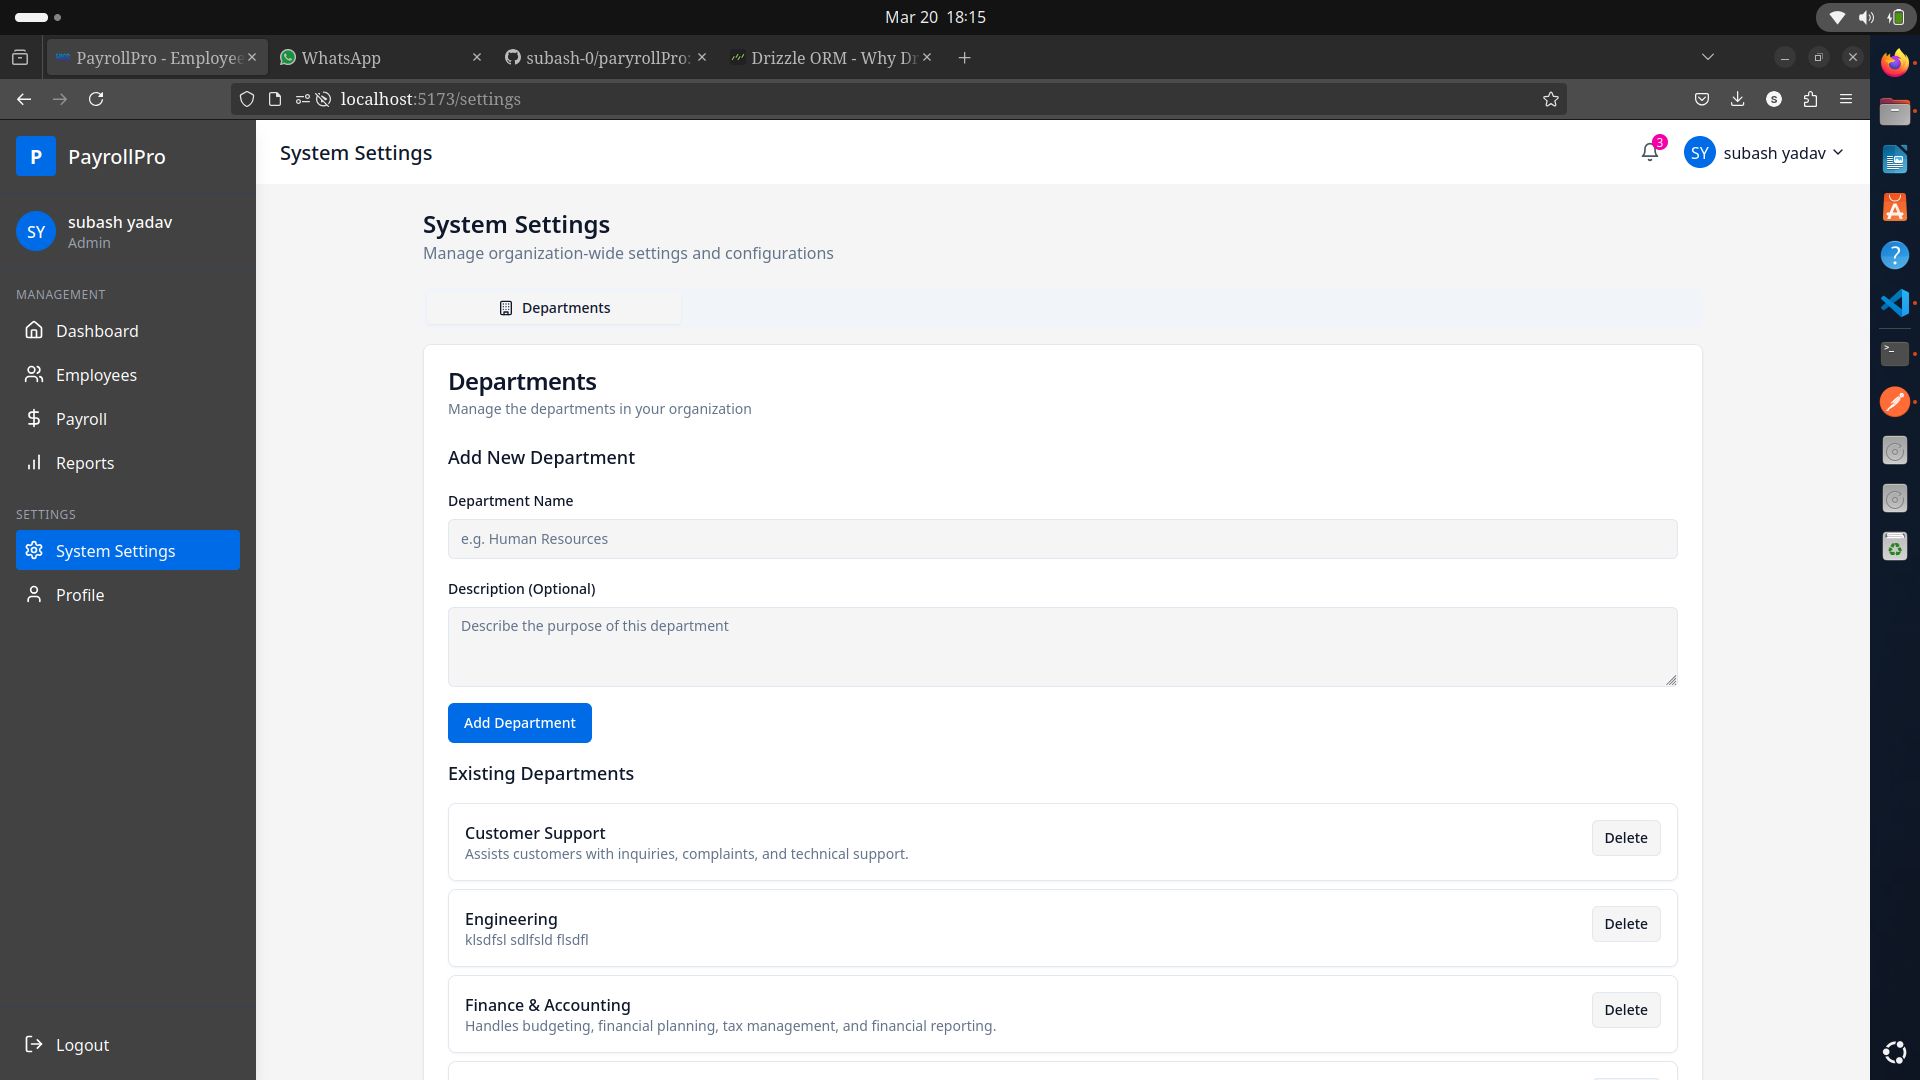 Mar 20 18:15
PayrollPro - Employee
WhatsApp
subash-0/paryrollPro:
Drizzle ORM - Why Dr
localhost:5173/settings
S
P PayrollPro
System Settings
3
SY subash yadav
SY
subash yadav
Admin
MANAGEMENT
Dashboard
Employees
Payroll
Reports
SETTINGS
System Settings
Profile
Logout
System Settings
Manage organization-wide settings and configurations
Departments
Departments
Manage the departments in your organization
Add New Department
Department Name
e.g. Human Resources
Description (Optional)
Describe the purpose of this department
Add Department
Existing Departments
Customer Support
Assists customers with inquiries, complaints, and technical support.
Delete
Engineering
klsdfsl sdlfsld flsdfl
Delete
Finance & Accounting
Handles budgeting, financial planning, tax management, and financial reporting.
Delete